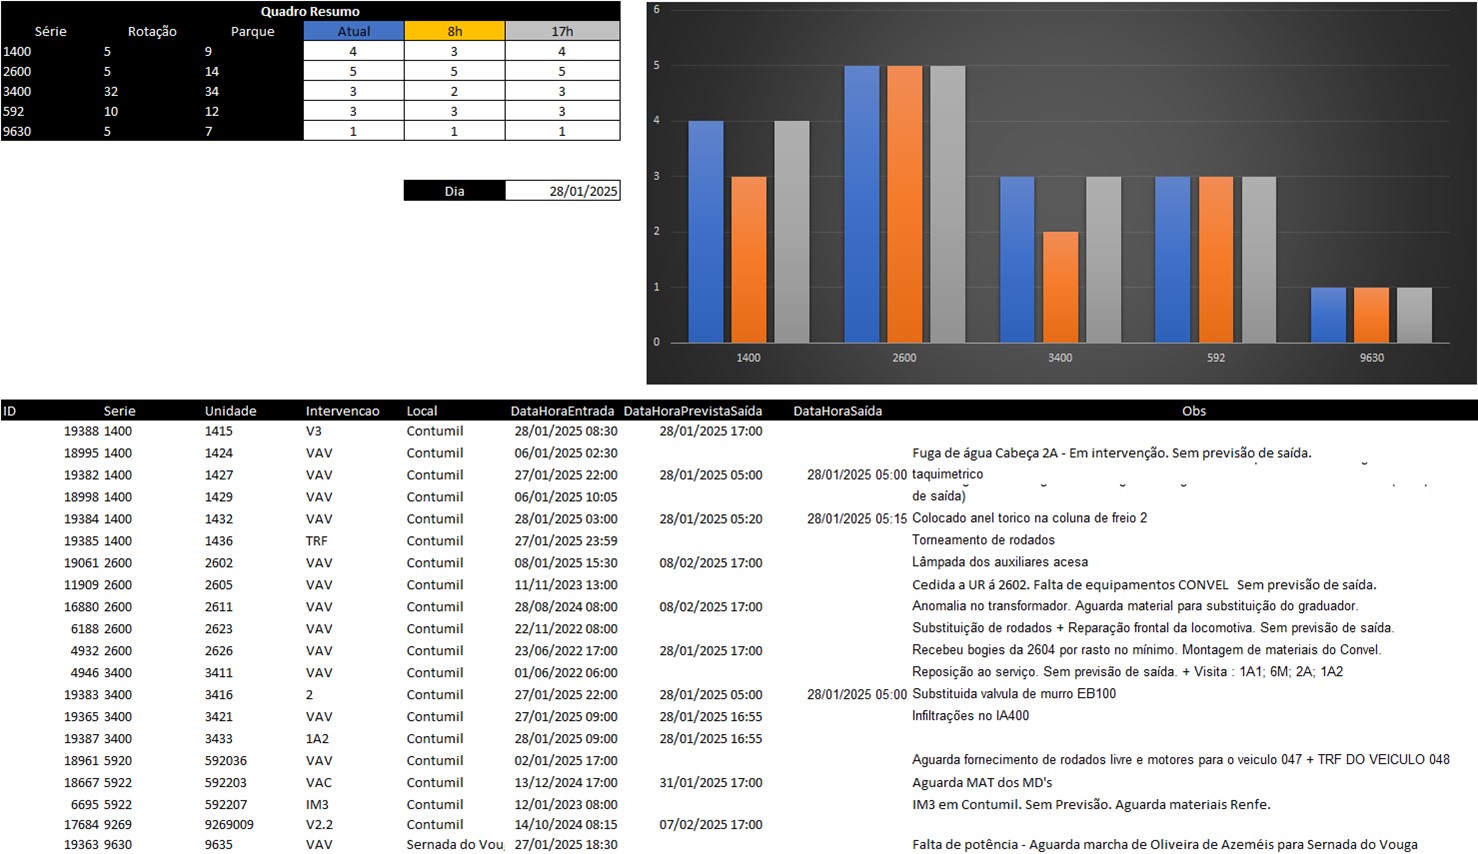 Quadro Resumo
Série Rotação Parque Atual 8h 17h
1400 5 9 4 3 4
2600 5 14 5 5 5
3400 32 34 3 2 3
592 10 12 3 3 3
9630 5 7 1 1 1
Dia 28/01/2025
6
5
4
3
2
1
0
1400 2600 3400 592 9630
ID Serie Unidade Intervencao Local DataHoraEntrada DataHoraPrevistaSaída DataHoraSaída Obs
19388 1400 1415 V3 Contumil 28/01/2025 08:30 28/01/2025 17:00
18995 1400 1424 VAV Contumil 06/01/2025 02:30 Fuga de água Cabeça 2A - Em intervenção. Sem previsão de saída.
19382 1400 1427 VAV Contumil 27/01/2025 22:00 28/01/2025 05:00 28/01/2025 05:00 taquimetrico
18998 1400 1429 VAV Contumil 06/01/2025 10:05 de saída)
19384 1400 1432 VAV Contumil 28/01/2025 03:00 28/01/2025 05:20 28/01/2025 05:15 Colocado anel torico na coluna de freio 2
19385 1400 1436 TRF Contumil 27/01/2025 23:59 Torneamento de rodados
19061 2600 2602 VAV Contumil 08/01/2025 15:30 08/02/2025 17:00 Lâmpada dos auxiliares acesa
11909 2600 2605 VAV Contumil 11/11/2023 13:00 Cedida a UR á 2602. Falta de equipamentos CONVEL Sem previsão de saída.
16880 2600 2611 VAV Contumil 28/08/2024 08:00 08/02/2025 17:00 Anomalia no transformador. Aguarda material para substituição do graduador.
6188 2600 2623 VAV Contumil 22/11/2022 08:00 Substituição de rodados + Reparação frontal da locomotiva. Sem previsão de saída.
4932 2600 2626 VAV Contumil 23/06/2022 17:00 28/01/2025 17:00 Recebeu bogies da 2604 por rasto no mínimo. Montagem de materiais do Convel.
4946 3400 3411 VAV Contumil 01/06/2022 06:00 Reposição ao serviço. Sem previsão de saída. + Visita : 1A1; 6M; 2A; 1A2
19383 3400 3416 2 Contumil 27/01/2025 22:00 28/01/2025 05:00 28/01/2025 05:00 Substituida valvula de murro EB100
19365 3400 3421 VAV Contumil 27/01/2025 09:00 28/01/2025 16:55 Infiltrações no IA400
19387 3400 3433 1A2 Contumil 28/01/2025 09:00 28/01/2025 16:55
18961 5920 592036 VAV Contumil 02/01/2025 17:00 Aguarda fornecimento de rodados livre e motores para o veiculo 047 + TRF DO VEICULO 048
18667 5922 592203 VAC Contumil 13/12/2024 17:00 31/01/2025 17:00 Aguarda MAT dos MD's
6695 5922 592207 IM3 Contumil 12/01/2023 08:00 IM3 em Contumil. Sem Previsão. Aguarda materiais Renfe.
17684 9269 9269009 V2.2 Contumil 14/10/2024 08:15 07/02/2025 17:00
19363 9630 9635 VAV Sernada do Vou 27/01/2025 18:30 Falta de potência - Aguarda marcha de Oliveira de Azeméis para Sernada do Vouga